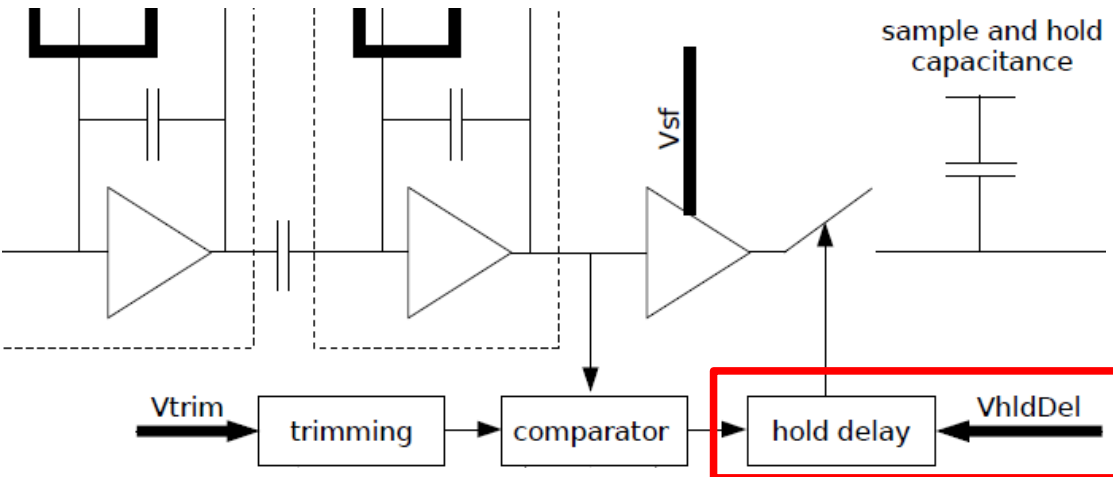 sample and hold
capacitance
Vsf
Vtrim
trimming
comparator
hold delay
VhldDel